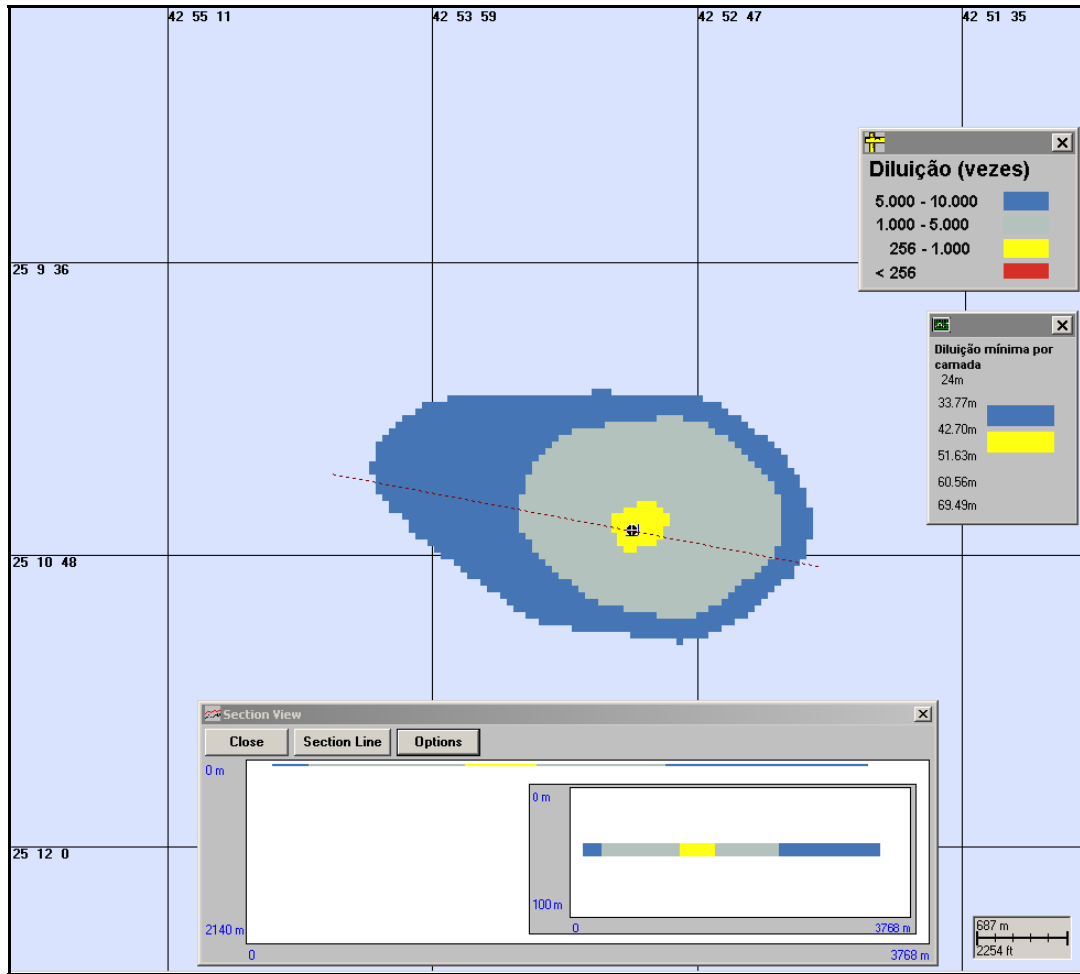 42 55 11
42 53 59
42 52 47
42 51 35
Diluição (vezes)
5.000 - 10.000
1.000 - 5.000
256 - 1.000
< 256
25 9 36
Diluição mínima por
camada
24m
33.77m
42.70m
51.63m
60.56m
69.49m
25 10 48
Section View
Close
Section Line
Options
0 m
0 m
100 m
0
3768 m
2140 m
0
3768 m
25 12 0
687 m
2254 ft